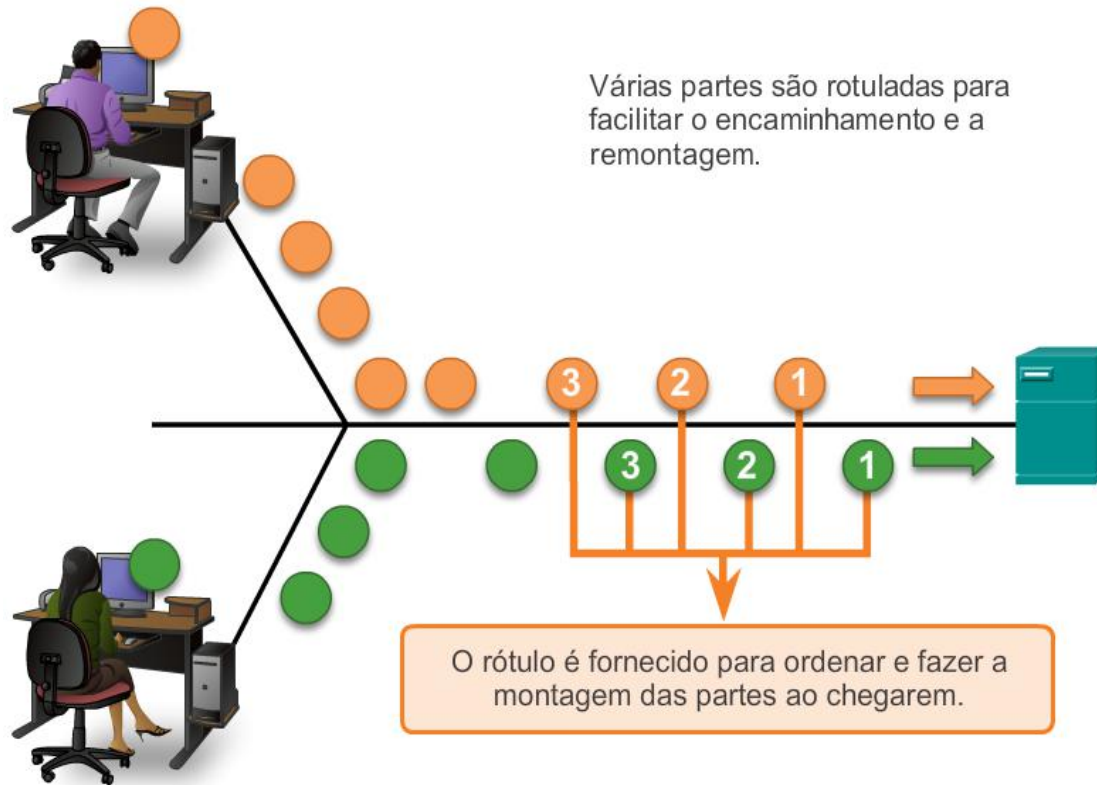 Várias partes são rotuladas para
facilitar o encaminhamento e a
remontagem.
3 2 1
3 2 1
O rótulo é fornecido para ordenar e fazer a
montagem das partes ao chegarem.